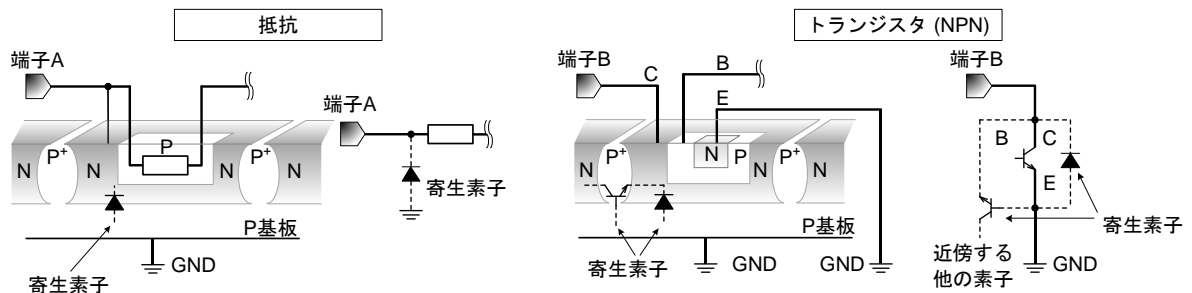 抵抗
端子A
P
N
P+
N
N
P+
N
P基板
寄生素子
GND
端子A
寄生素子
トランジスタ (NPN)
端子B
C
B
E
N
P+
N
N
P
P+
N
P基板
寄生素子
GND
GND
端子B
B
C
E
寄生素子
近傍する
他の素子
GND